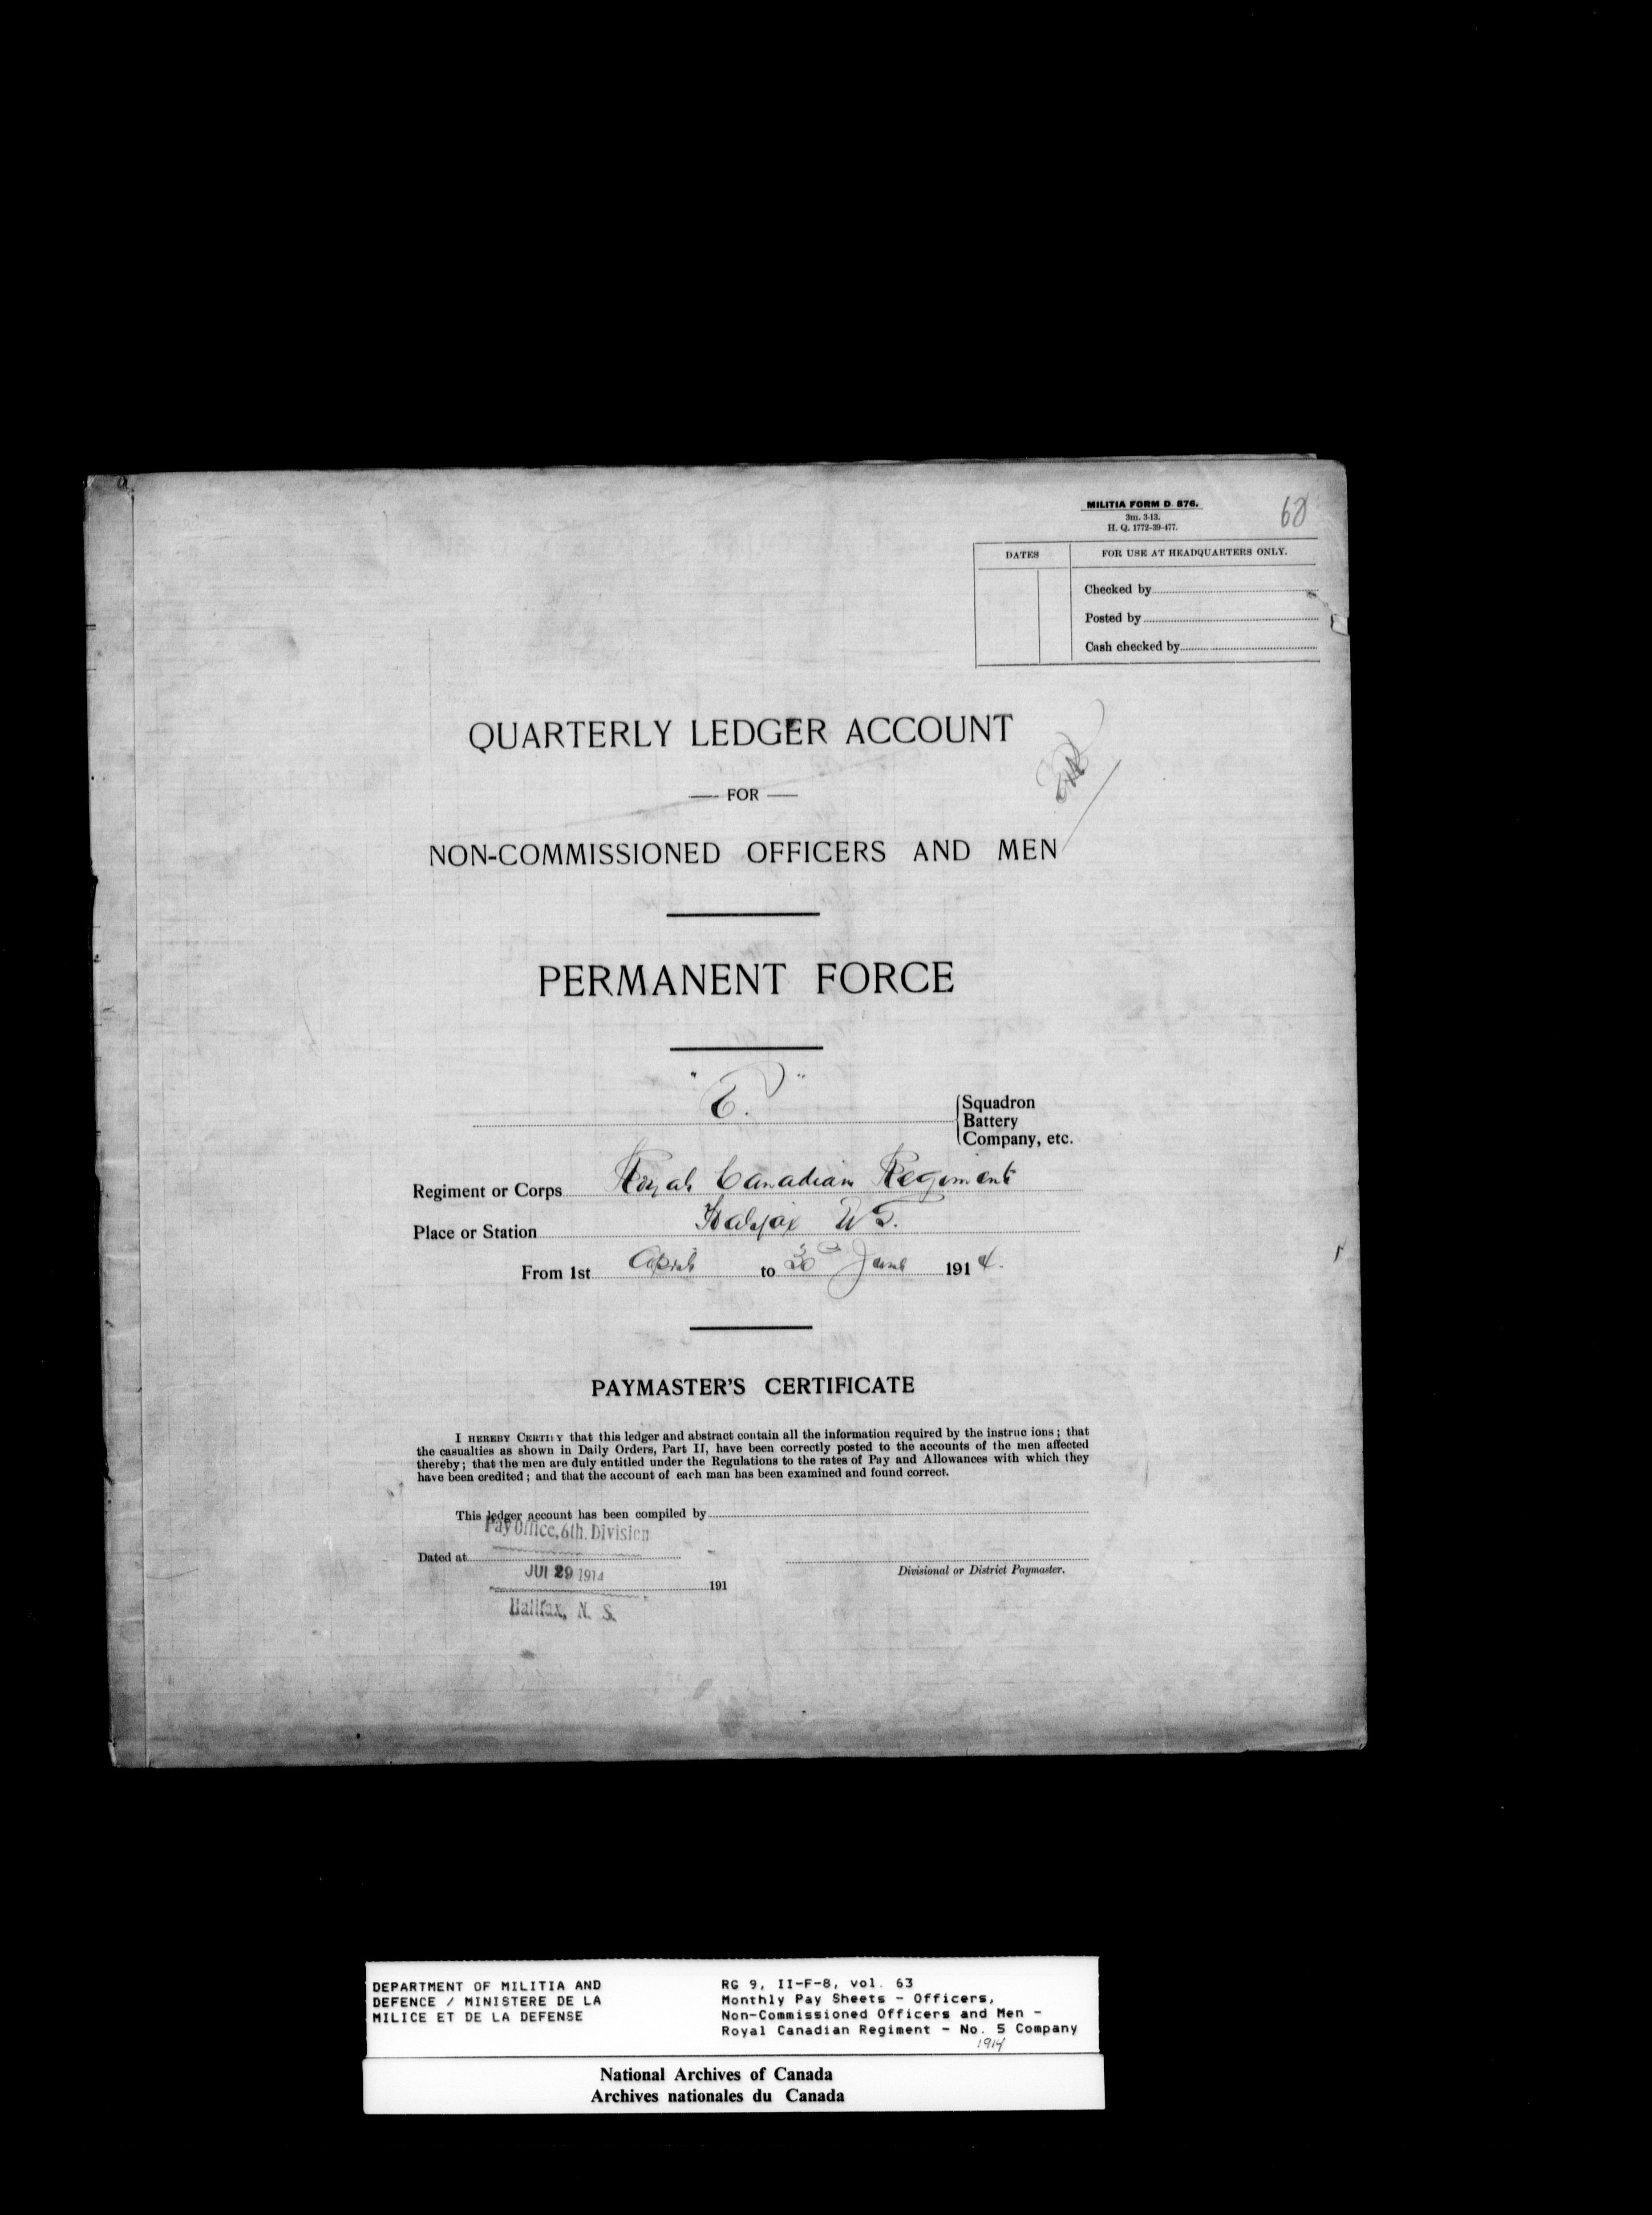 MILITIA FORM D. 876.
3m. 3-13.
H. Q. 1772-39-477.
68
DATES
FOR USE AT HEADQUARTERS ONLY.
Checked by
Posted by
Cash checked by
QUARTERLY LEDGER ACCOUNT
— FOR —
NON-COMMISSIONED OFFICERS AND MEN
PERMANENT FORCE
"E."
Squadron
Battery
Company, etc.
Regiment or Corps Royal Canadian Regiment
Place or Station Halifax N.S.
From 1st April to 30th June 1914.
PAYMASTER'S CERTIFICATE
I HEREBY CERTIFY that this ledger and abstract contain all the information required by the instruc ions; that
the casualties as shown in Daily Orders, Part II, have been correctly posted to the accounts of the men affected
thereby; that the men are duly entitled under the Regulations to the rates of Pay and Allowances with which they
have been credited; and that the account of each man has been examined and found correct.
This ledger account has been compiled by
Pay Office, 6th. Division
Dated at
JUL 29 1914
191
Divisional or District Paymaster.
Halifax, N. S.
DEPARTMENT OF MILITIA AND
DEFENCE / MINISTERE DE LA
MILICE ET DE LA DEFENSE
RG 9, II-F-8, vol. 63
Monthly Pay Sheets - Officers,
Non-Commissioned Officers and Men -
Royal Canadian Regiment - No. 5 Company
1914
National Archives of Canada
Archives nationales du Canada